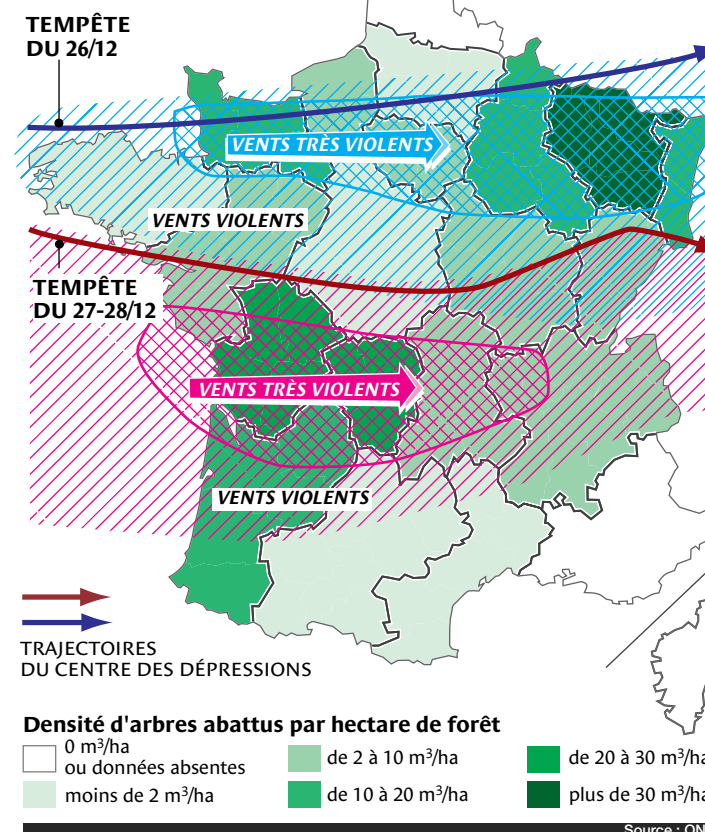 TEMPÊTE
DU 26/12
VENTS TRÈS VIOLENTS
VENTS VIOLENTS
TEMPÊTE
DU 27-28/12
VENTS TRÈS VIOLENTS
VENTS VIOLENTS
TRAJECTOIRES
DU CENTRE DES DÉPRESSIONS
Densité d'arbres abattus par hectare de forêt
0 m³/ha
ou données absentes
moins de 2 m³/ha
de 2 à 10 m³/ha
de 10 à 20 m³/ha
de 20 à 30 m³/ha
plus de 30 m³/ha
Source : ON